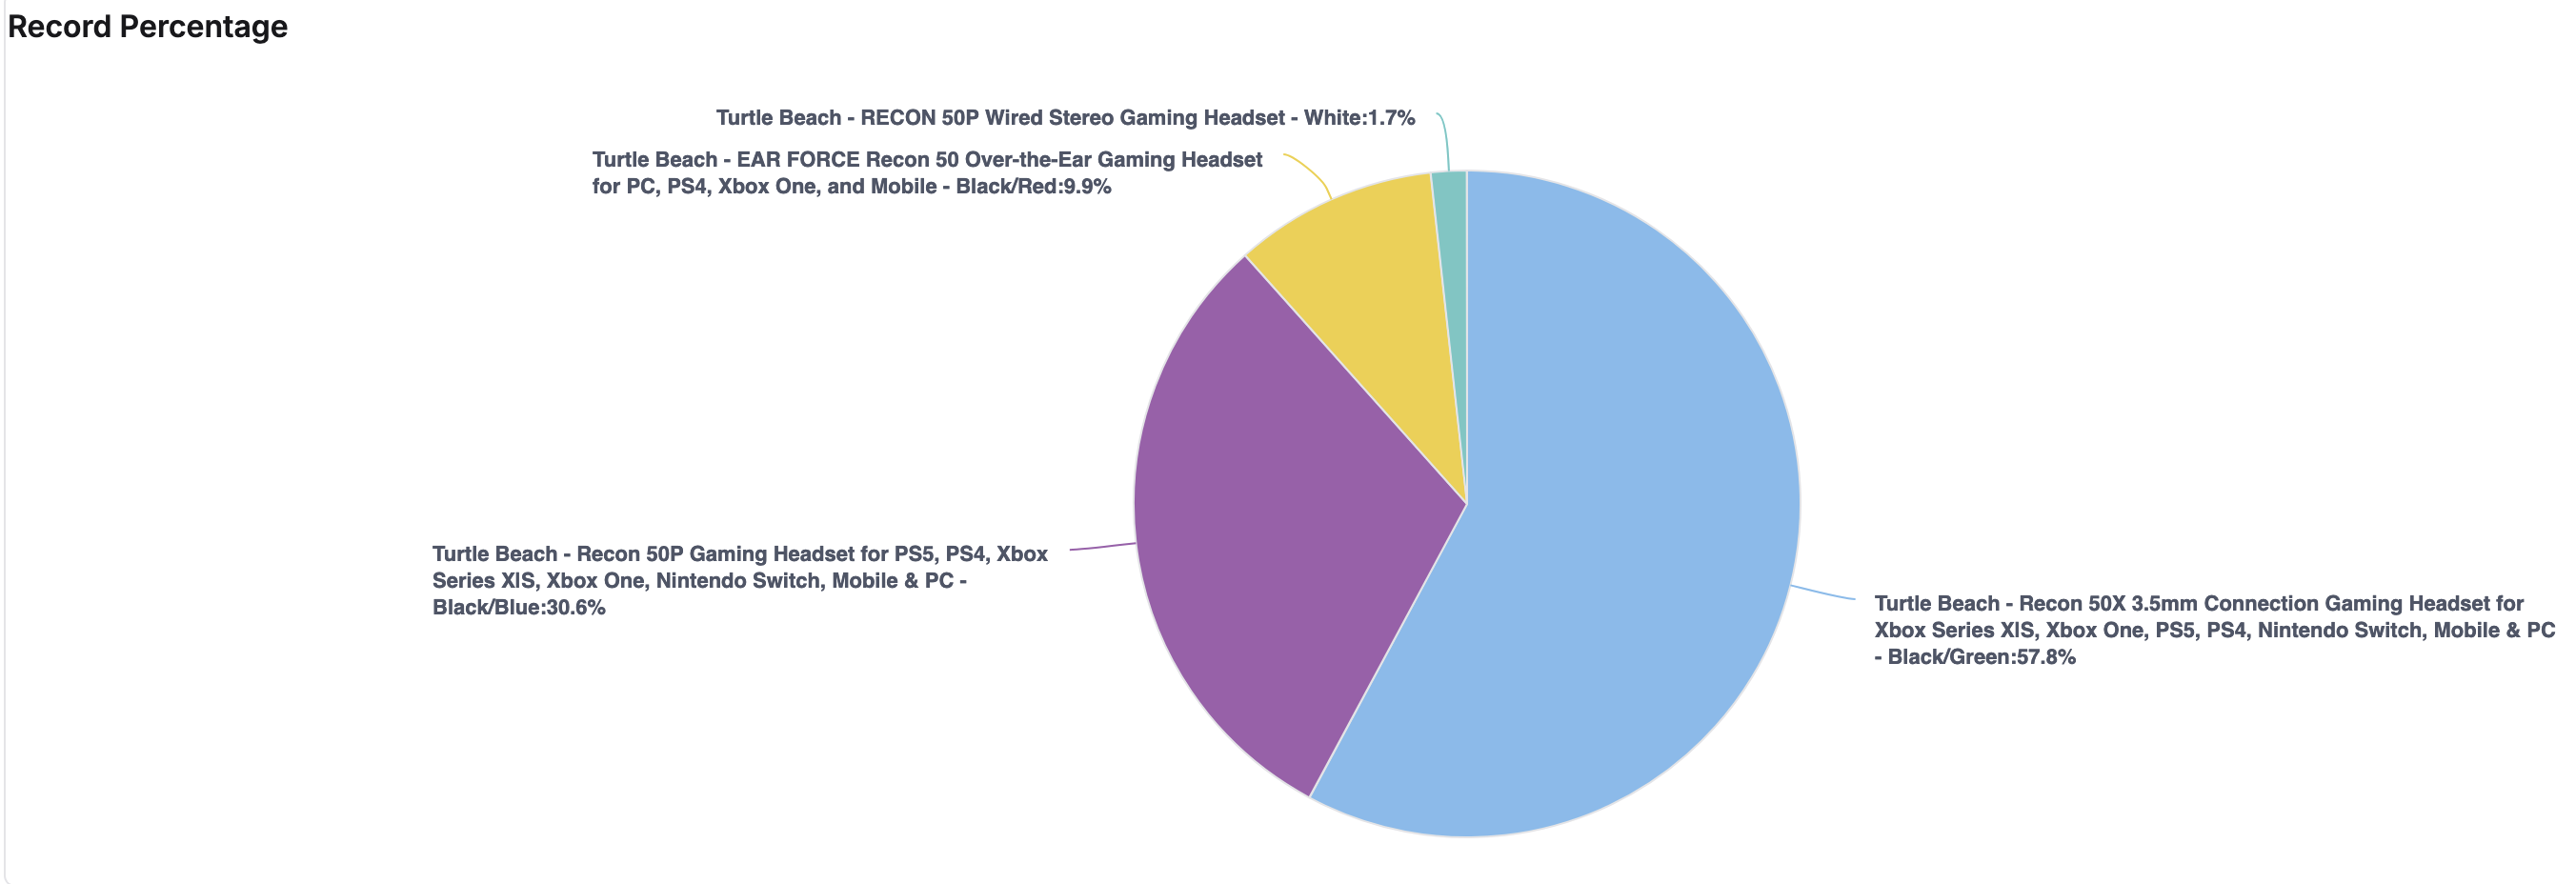 Record Percentage
Turtle Beach - RECON 50P Wired Stereo Gaming Headset - White:1.7%
Turtle Beach - EAR FORCE Recon 50 Over-the-Ear Gaming Headset
for PC, PS4, Xbox One, and Mobile - Black/Red:9.9%
Turtle Beach - Recon 50P Gaming Headset for PS5, PS4, Xbox
Series X|S, Xbox One, Nintendo Switch, Mobile & PC -
Black/Blue:30.6%
Turtle Beach - Recon 50X 3.5mm Connection Gaming Headset for
Xbox Series X|S, Xbox One, PS5, PS4, Nintendo Switch, Mobile & PC
- Black/Green:57.8%